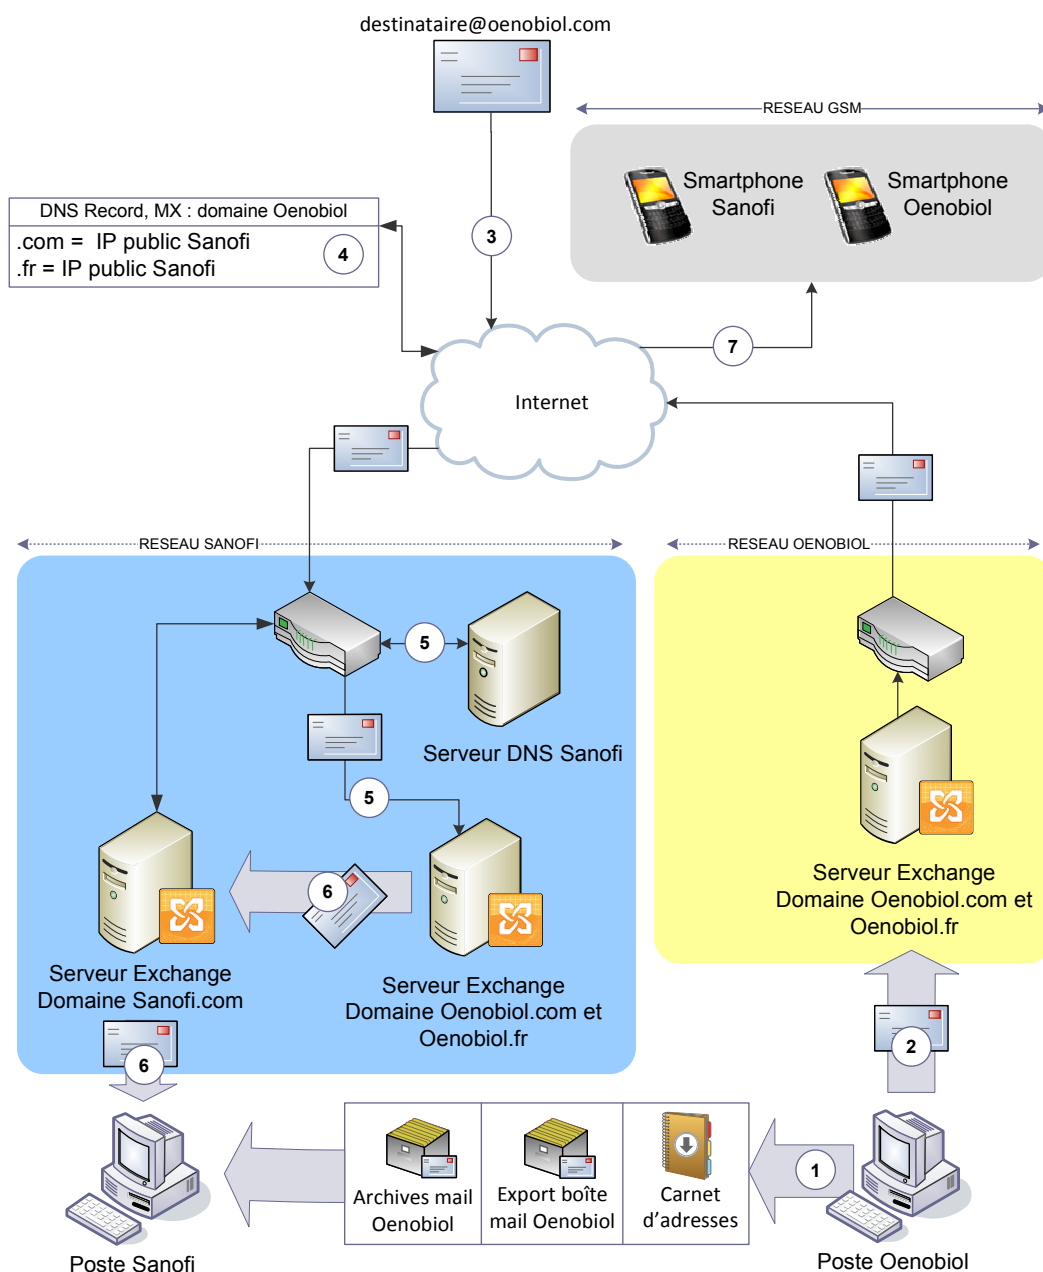 destinataire@oenobiol.com
RESEAU GSM
Smartphone
Sanofi
Smartphone
Oenobiol
DNS Record, MX : domaine Oenobiol
.com = IP public Sanofi
.fr = IP public Sanofi
4
3
7
Internet
RESEAU SANOFI
RESEAU OENOBIOL
5
Serveur DNS Sanofi
5
6
Serveur Exchange
Domaine Sanofi.com
Serveur Exchange
Domaine Oenobiol.com et
Oenobiol.fr
Serveur Exchange
Domaine Oenobiol.com et
Oenobiol.fr
6
2
1
Archives mail
Oenobiol
Export boîte
mail Oenobiol
Carnet
d'adresses
Poste Sanofi
Poste Oenobiol